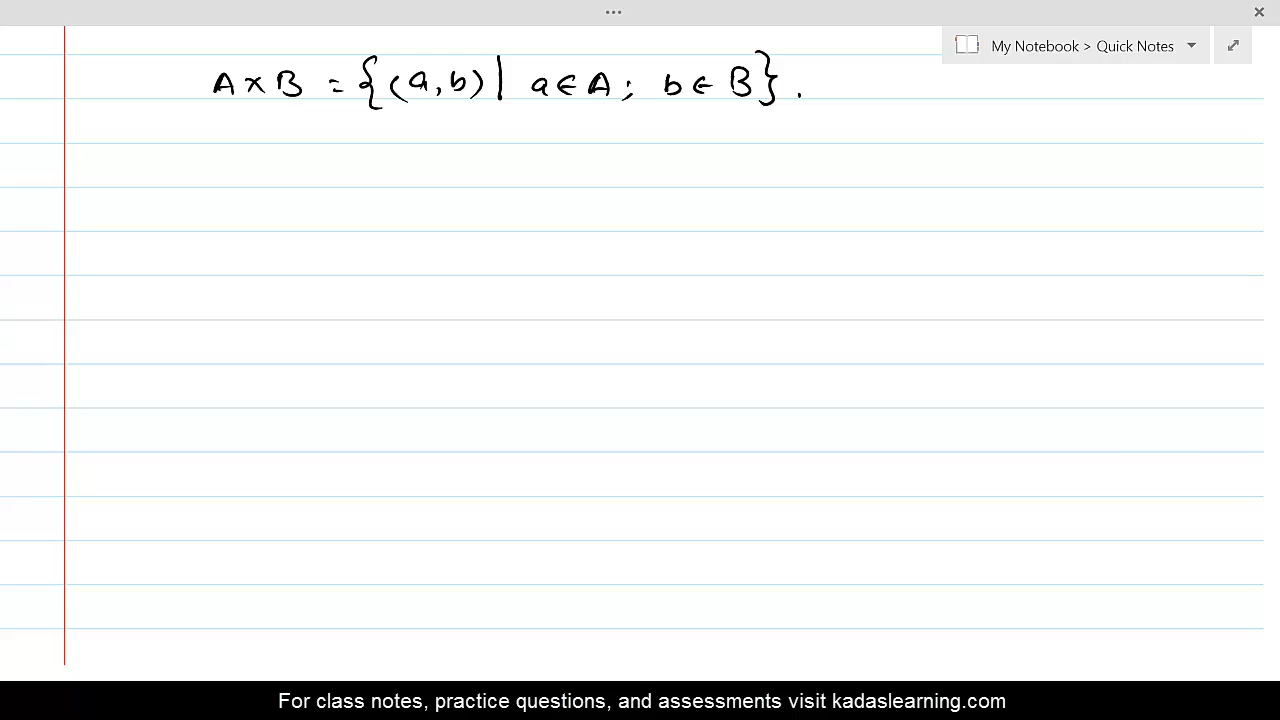 ...
My Notebook > Quick Notes
A × B = {(a, b) | a ∈ A ; b ∈ B} .
For class notes, practice questions, and assessments visit kadaslearning.com